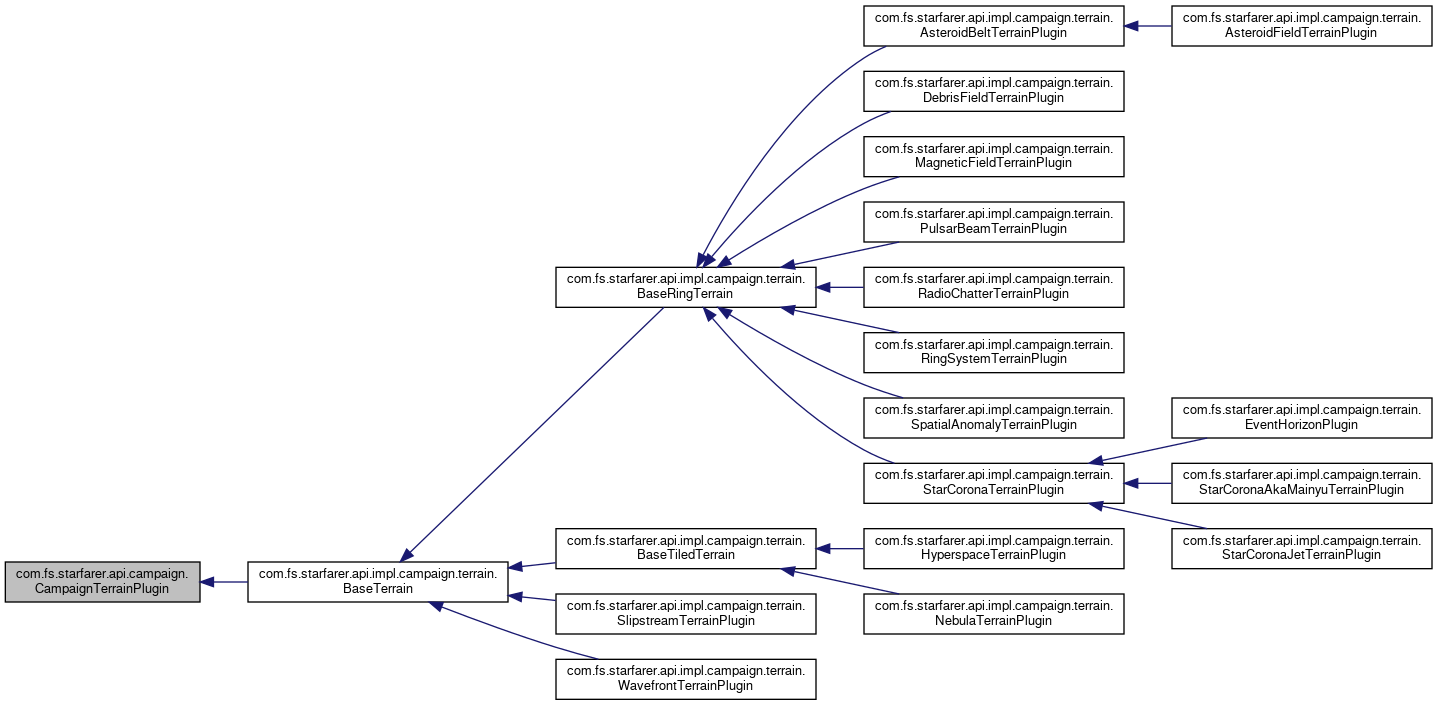 com.fs.starfarer.api.impl.campaign.terrain.
AsteroidBeltTerrainPlugin
com.fs.starfarer.api.impl.campaign.terrain.
AsteroidFieldTerrainPlugin
com.fs.starfarer.api.impl.campaign.terrain.
DebrisFieldTerrainPlugin
com.fs.starfarer.api.impl.campaign.terrain.
MagneticFieldTerrainPlugin
com.fs.starfarer.api.impl.campaign.terrain.
PulsarBeamTerrainPlugin
com.fs.starfarer.api.impl.campaign.terrain.
BaseRingTerrain
com.fs.starfarer.api.impl.campaign.terrain.
RadioChatterTerrainPlugin
com.fs.starfarer.api.impl.campaign.terrain.
RingSystemTerrainPlugin
com.fs.starfarer.api.impl.campaign.terrain.
SpatialAnomalyTerrainPlugin
com.fs.starfarer.api.impl.campaign.terrain.
EventHorizonPlugin
com.fs.starfarer.api.impl.campaign.terrain.
StarCoronaTerrainPlugin
com.fs.starfarer.api.impl.campaign.terrain.
StarCoronaAkaMainyuTerrainPlugin
com.fs.starfarer.api.impl.campaign.terrain.
StarCoronaJetTerrainPlugin
com.fs.starfarer.api.impl.campaign.terrain.
BaseTiledTerrain
com.fs.starfarer.api.impl.campaign.terrain.
HyperspaceTerrainPlugin
com.fs.starfarer.api.campaign.
CampaignTerrainPlugin
com.fs.starfarer.api.impl.campaign.terrain.
BaseTerrain
com.fs.starfarer.api.impl.campaign.terrain.
SlipstreamTerrainPlugin
com.fs.starfarer.api.impl.campaign.terrain.
NebulaTerrainPlugin
com.fs.starfarer.api.impl.campaign.terrain.
WavefrontTerrainPlugin